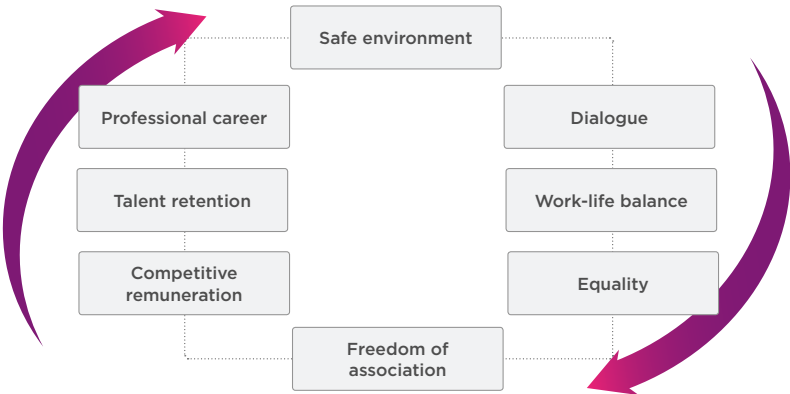 Safe environment
Professional career
Dialogue
Talent retention
Work-life balance
Competitive
remuneration
Equality
Freedom of
association